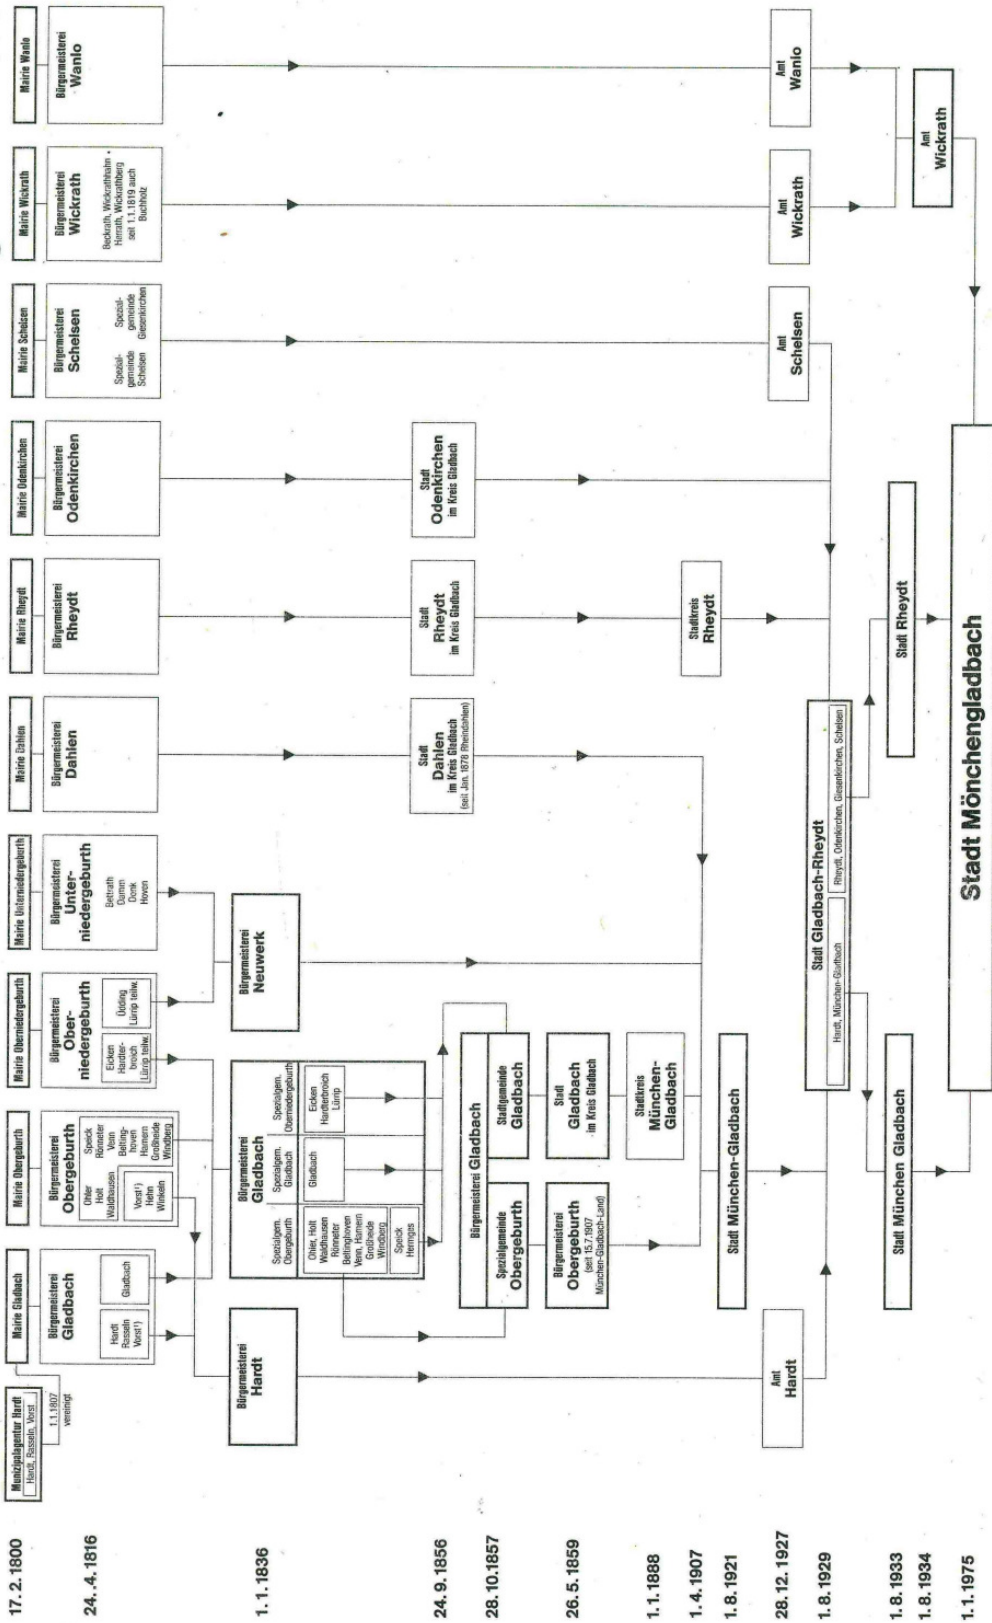 17. 2. 1800
24. .4. 1816
1. 1. 1836
24. 9. 1856
28. 10. 1857
26. 5. 1859
1. 1. 1888
1. 4. 1907
1. 8. 1921
28. 12. 1927
1. 8. 1929
1. 8. 1933
1. 8. 1934
1. 1. 1975
Munizipalagentur Hardt
Hardt, Rasseln, Vorst
1.1.1807
vereinigt
Mairie Gladbach
Mairie Obergeburth
Mairie Oberniedergeburth
Mairie Unterniedergeburth
Mairie Dahlen
Mairie Rheydt
Mairie Odenkirchen
Mairie Schelsen
Mairie Wickrath
Mairie Wanlo
Bürgermeisterei
Gladbach
Hardt
Rasseln
Vorst¹)
Gladbach
Bürgermeisterei
Obergeburth
Ohler
Holt
Waldhausen
Vorst¹)
Hehn
Winkeln
Speick
Rönneter
Venn
Belting-
hoven
Hamern
Großheide
Windberg
Bürgermeisterei
Ober-
niedergeburth
Eicken
Hardter-
broich
Lürrip teilw.
Üdding
Lürrip teilw.
Bürgermeisterei
Unter-
niedergeburth
Bettrath
Damm
Donk
Hoven
Bürgermeisterei
Dahlen
Bürgermeisterei
Rheydt
Bürgermeisterei
Odenkirchen
Bürgermeisterei
Schelsen
Spezial-
gemeinde
Schelsen
Spezial-
gemeinde
Giesenkirchen
Bürgermeisterei
Wickrath
Beckrath, Wickrathhahn
Herrath, Wickrathberg
seit 1.1.1819 auch
Buchholz
Bürgermeisterei
Wanlo
Bürgermeisterei
Hardt
Bürgermeisterei
Gladbach
Spezialgem.
Obergeburth
Ohler, Holt
Waldhausen
Rönneter
Beltinghoven
Venn, Hamern
Großheide
Windberg
Speick
Hermges
Spezialgem.
Gladbach
Gladbach
Spezialgem.
Oberniedergeburth
Eicken
Hardterbroich
Lürrip
Bürgermeisterei
Neuwerk
Stadt
Dahlen
im Kreis Gladbach
(seit Jan. 1878 Rheindahlen)
Stadt
Rheydt
im Kreis Gladbach
Stadt
Odenkirchen
im Kreis Gladbach
Bürgermeisterei Gladbach
Spezialgemeinde
Obergeburth
Stadtgemeinde
Gladbach
Bürgermeisterei
Obergeburth
(seit 15.7.1907
München-Gladbach-Land)
Stadt
Gladbach
im Kreis Gladbach
Stadtkreis
München-
Gladbach
Stadtkreis
Rheydt
Stadt München-Gladbach
Amt
Hardt
Amt
Schelsen
Amt
Wickrath
Amt
Wanlo
Stadt Gladbach-Rheydt
Hardt, München-Gladbach
Rheydt, Odenkirchen, Giesenkirchen, Schelsen
Stadt München Gladbach
Stadt Rheydt
Amt
Wickrath
Stadt Mönchengladbach